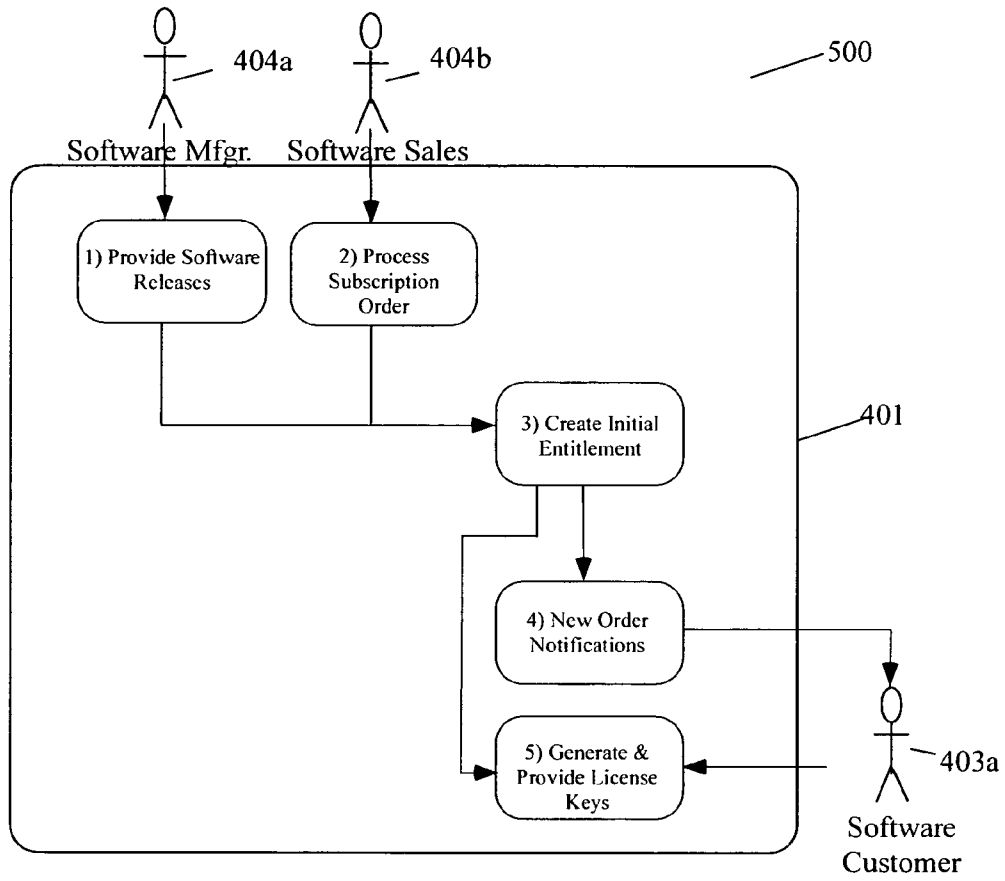 404a
404b
500
Software Mfgr.
Software Sales
1) Provide Software
Releases
2) Process
Subscription
Order
3) Create Initial
Entitlement
401
4) New Order
Notifications
5) Generate &
Provide License
Keys
403a
Software
Customer